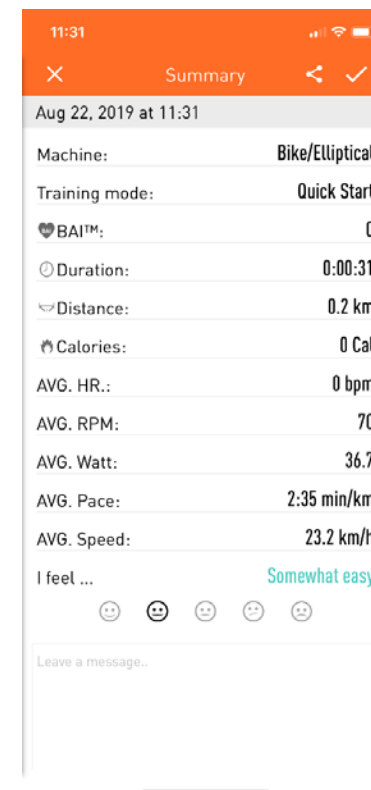 11:31
Summary
Aug 22, 2019 at 11:31
Machine: Bike/Elliptical
Training mode: Quick Start
BAI™: 0
Duration: 0:00:31
Distance: 0.2 km
Calories: 0 Cal
AVG. HR.: 0 bpm
AVG. RPM: 70
AVG. Watt: 36.7
AVG. Pace: 2:35 min/km
AVG. Speed: 23.2 km/h
I feel ... Somewhat easy
Leave a message..